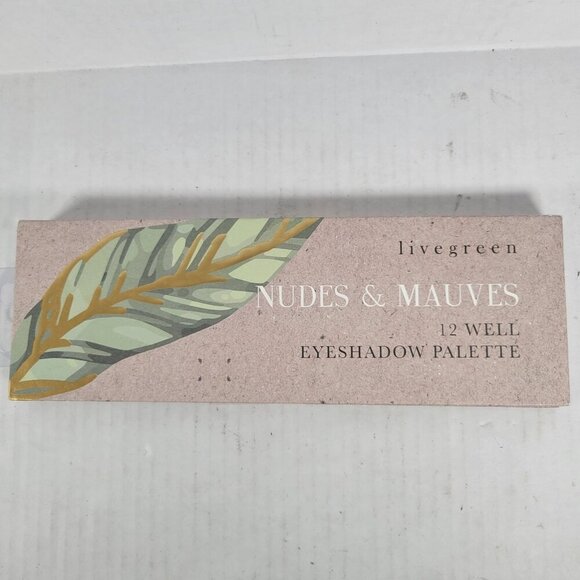 livegreen
NUDES & MAUVES
12 WELL
EYESHADOW PALETTE